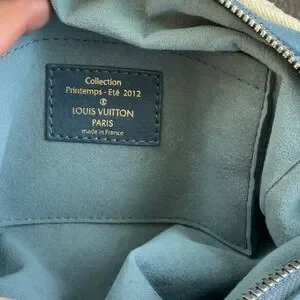 Collection
Printemps - Eté 2012
LOUIS VUITTON
PARIS
made in France